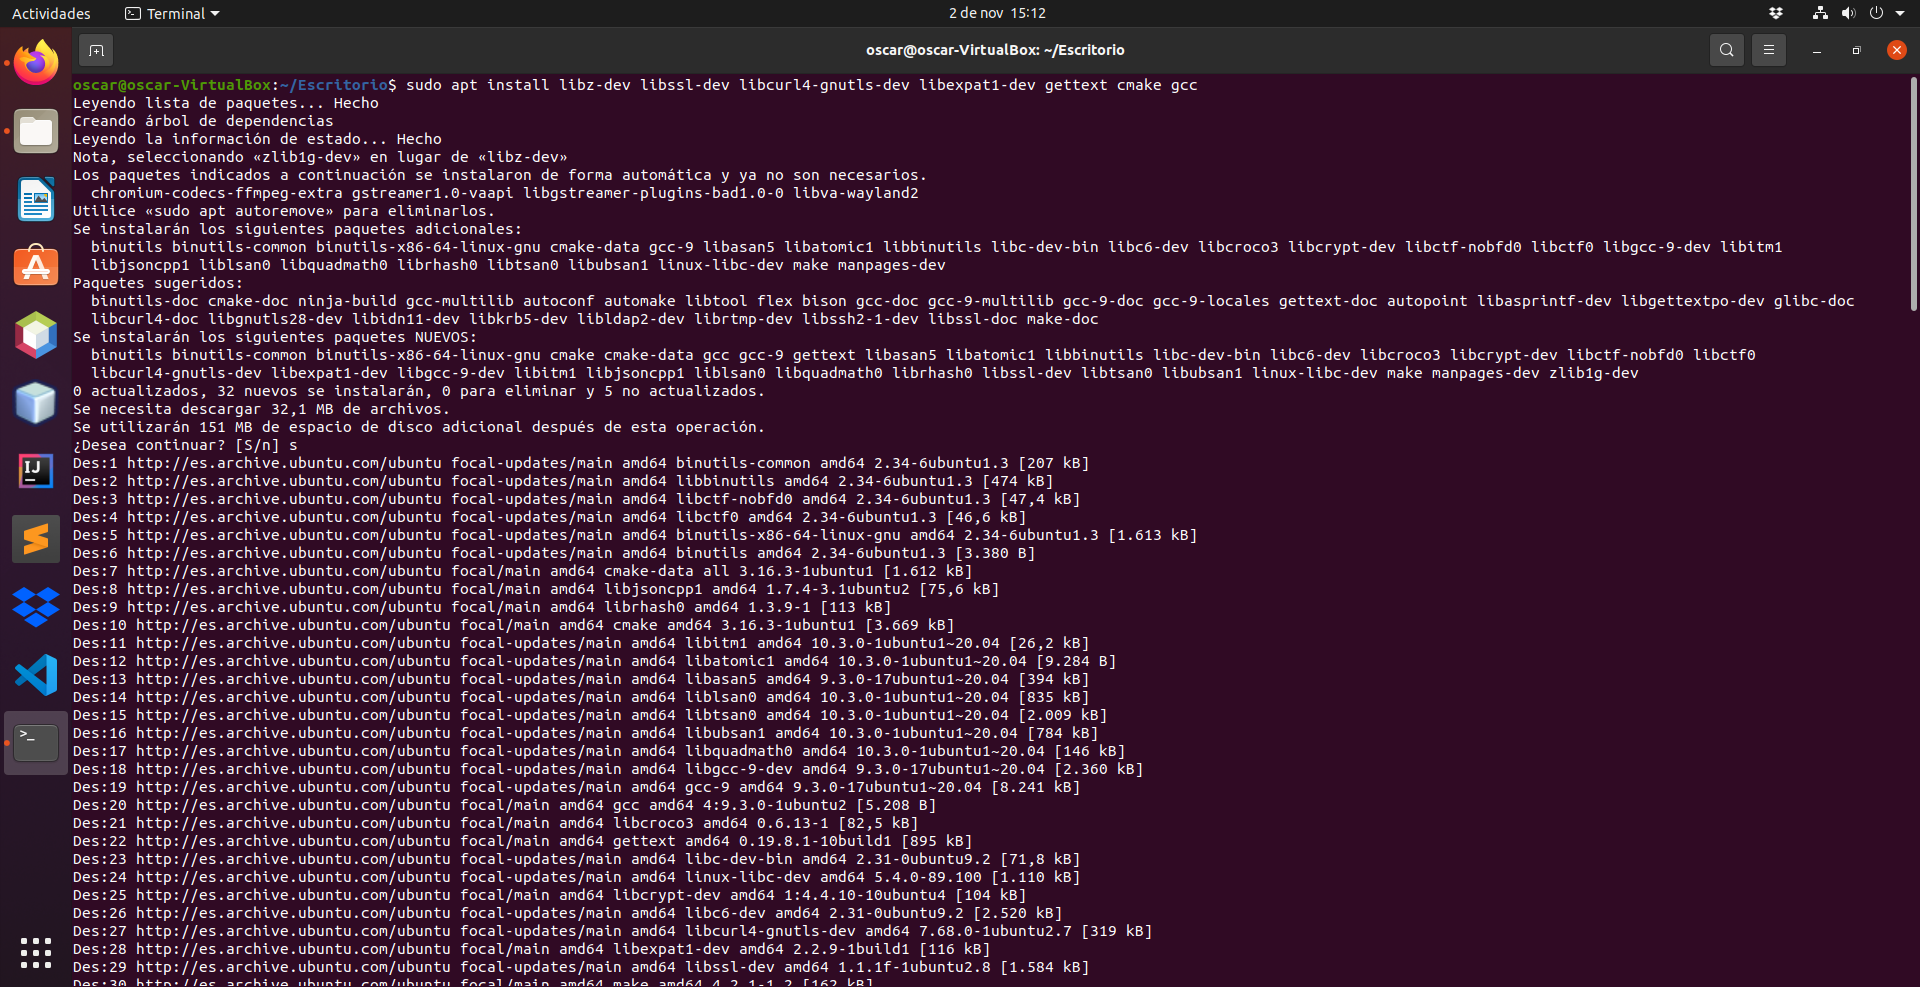 Actividades
Terminal
2 de nov 15:12
oscar@oscar-VirtualBox: ~/Escritorio
oscar@oscar-VirtualBox:~/Escritorio$ sudo apt install libz-dev libssl-dev libcurl4-gnutls-dev libexpat1-dev gettext cmake gcc
Leyendo lista de paquetes... Hecho
Creando árbol de dependencias
Leyendo la información de estado... Hecho
Nota, seleccionando «zlib1g-dev» en lugar de «libz-dev»
Los paquetes indicados a continuación se instalaron de forma automática y ya no son necesarios.
  chromium-codecs-ffmpeg-extra gstreamer1.0-vaapi libgstreamer-plugins-bad1.0-0 libva-wayland2
Utilice «sudo apt autoremove» para eliminarlos.
Se instalarán los siguientes paquetes adicionales:
  binutils binutils-common binutils-x86-64-linux-gnu cmake-data gcc-9 libasan5 libatomic1 libbinutils libc-dev-bin libc6-dev libcroco3 libcrypt-dev libctf-nobfd0 libctf0 libgcc-9-dev libitm1
  libjsoncpp1 liblsan0 libquadmath0 librhash0 libtsan0 libubsan1 linux-libc-dev make manpages-dev
Paquetes sugeridos:
  binutils-doc cmake-doc ninja-build gcc-multilib autoconf automake libtool flex bison gcc-doc gcc-9-multilib gcc-9-doc gcc-9-locales gettext-doc autopoint libasprintf-dev libgettextpo-dev glibc-doc
  libcurl4-doc libgnutls28-dev libidn11-dev libkrb5-dev libldap2-dev librtmp-dev libssh2-1-dev libssl-doc make-doc
Se instalarán los siguientes paquetes NUEVOS:
  binutils binutils-common binutils-x86-64-linux-gnu cmake cmake-data gcc gcc-9 gettext libasan5 libatomic1 libbinutils libc-dev-bin libc6-dev libcroco3 libcrypt-dev libctf-nobfd0 libctf0
  libcurl4-gnutls-dev libexpat1-dev libgcc-9-dev libitm1 libjsoncpp1 liblsan0 libquadmath0 librhash0 libssl-dev libtsan0 libubsan1 linux-libc-dev make manpages-dev zlib1g-dev
0 actualizados, 32 nuevos se instalarán, 0 para eliminar y 5 no actualizados.
Se necesita descargar 32,1 MB de archivos.
Se utilizarán 151 MB de espacio de disco adicional después de esta operación.
¿Desea continuar? [S/n] s
Des:1 http://es.archive.ubuntu.com/ubuntu focal-updates/main amd64 binutils-common amd64 2.34-6ubuntu1.3 [207 kB]
Des:2 http://es.archive.ubuntu.com/ubuntu focal-updates/main amd64 libbinutils amd64 2.34-6ubuntu1.3 [474 kB]
Des:3 http://es.archive.ubuntu.com/ubuntu focal-updates/main amd64 libctf-nobfd0 amd64 2.34-6ubuntu1.3 [47,4 kB]
Des:4 http://es.archive.ubuntu.com/ubuntu focal-updates/main amd64 libctf0 amd64 2.34-6ubuntu1.3 [46,6 kB]
Des:5 http://es.archive.ubuntu.com/ubuntu focal-updates/main amd64 binutils-x86-64-linux-gnu amd64 2.34-6ubuntu1.3 [1.613 kB]
Des:6 http://es.archive.ubuntu.com/ubuntu focal-updates/main amd64 binutils amd64 2.34-6ubuntu1.3 [3.380 B]
Des:7 http://es.archive.ubuntu.com/ubuntu focal/main amd64 cmake-data all 3.16.3-1ubuntu1 [1.612 kB]
Des:8 http://es.archive.ubuntu.com/ubuntu focal/main amd64 libjsoncpp1 amd64 1.7.4-3.1ubuntu2 [75,6 kB]
Des:9 http://es.archive.ubuntu.com/ubuntu focal/main amd64 librhash0 amd64 1.3.9-1 [113 kB]
Des:10 http://es.archive.ubuntu.com/ubuntu focal/main amd64 cmake amd64 3.16.3-1ubuntu1 [3.669 kB]
Des:11 http://es.archive.ubuntu.com/ubuntu focal-updates/main amd64 libitm1 amd64 10.3.0-1ubuntu1~20.04 [26,2 kB]
Des:12 http://es.archive.ubuntu.com/ubuntu focal-updates/main amd64 libatomic1 amd64 10.3.0-1ubuntu1~20.04 [9.284 B]
Des:13 http://es.archive.ubuntu.com/ubuntu focal-updates/main amd64 libasan5 amd64 9.3.0-17ubuntu1~20.04 [394 kB]
Des:14 http://es.archive.ubuntu.com/ubuntu focal-updates/main amd64 liblsan0 amd64 10.3.0-1ubuntu1~20.04 [835 kB]
Des:15 http://es.archive.ubuntu.com/ubuntu focal-updates/main amd64 libtsan0 amd64 10.3.0-1ubuntu1~20.04 [2.009 kB]
Des:16 http://es.archive.ubuntu.com/ubuntu focal-updates/main amd64 libubsan1 amd64 10.3.0-1ubuntu1~20.04 [784 kB]
Des:17 http://es.archive.ubuntu.com/ubuntu focal-updates/main amd64 libquadmath0 amd64 10.3.0-1ubuntu1~20.04 [146 kB]
Des:18 http://es.archive.ubuntu.com/ubuntu focal-updates/main amd64 libgcc-9-dev amd64 9.3.0-17ubuntu1~20.04 [2.360 kB]
Des:19 http://es.archive.ubuntu.com/ubuntu focal-updates/main amd64 gcc-9 amd64 9.3.0-17ubuntu1~20.04 [8.241 kB]
Des:20 http://es.archive.ubuntu.com/ubuntu focal/main amd64 gcc amd64 4:9.3.0-1ubuntu2 [5.208 B]
Des:21 http://es.archive.ubuntu.com/ubuntu focal/main amd64 libcroco3 amd64 0.6.13-1 [82,5 kB]
Des:22 http://es.archive.ubuntu.com/ubuntu focal/main amd64 gettext amd64 0.19.8.1-10build1 [895 kB]
Des:23 http://es.archive.ubuntu.com/ubuntu focal-updates/main amd64 libc-dev-bin amd64 2.31-0ubuntu9.2 [71,8 kB]
Des:24 http://es.archive.ubuntu.com/ubuntu focal-updates/main amd64 linux-libc-dev amd64 5.4.0-89.100 [1.110 kB]
Des:25 http://es.archive.ubuntu.com/ubuntu focal/main amd64 libcrypt-dev amd64 1:4.4.10-10ubuntu4 [104 kB]
Des:26 http://es.archive.ubuntu.com/ubuntu focal-updates/main amd64 libc6-dev amd64 2.31-0ubuntu9.2 [2.520 kB]
Des:27 http://es.archive.ubuntu.com/ubuntu focal-updates/main amd64 libcurl4-gnutls-dev amd64 7.68.0-1ubuntu2.7 [319 kB]
Des:28 http://es.archive.ubuntu.com/ubuntu focal/main amd64 libexpat1-dev amd64 2.2.9-1build1 [116 kB]
Des:29 http://es.archive.ubuntu.com/ubuntu focal-updates/main amd64 libssl-dev amd64 1.1.1f-1ubuntu2.8 [1.584 kB]
Des:30 http://es.archive.ubuntu.com/ubuntu focal/main amd64 make amd64 4.2.1-1.2 [162 kB]
IJ